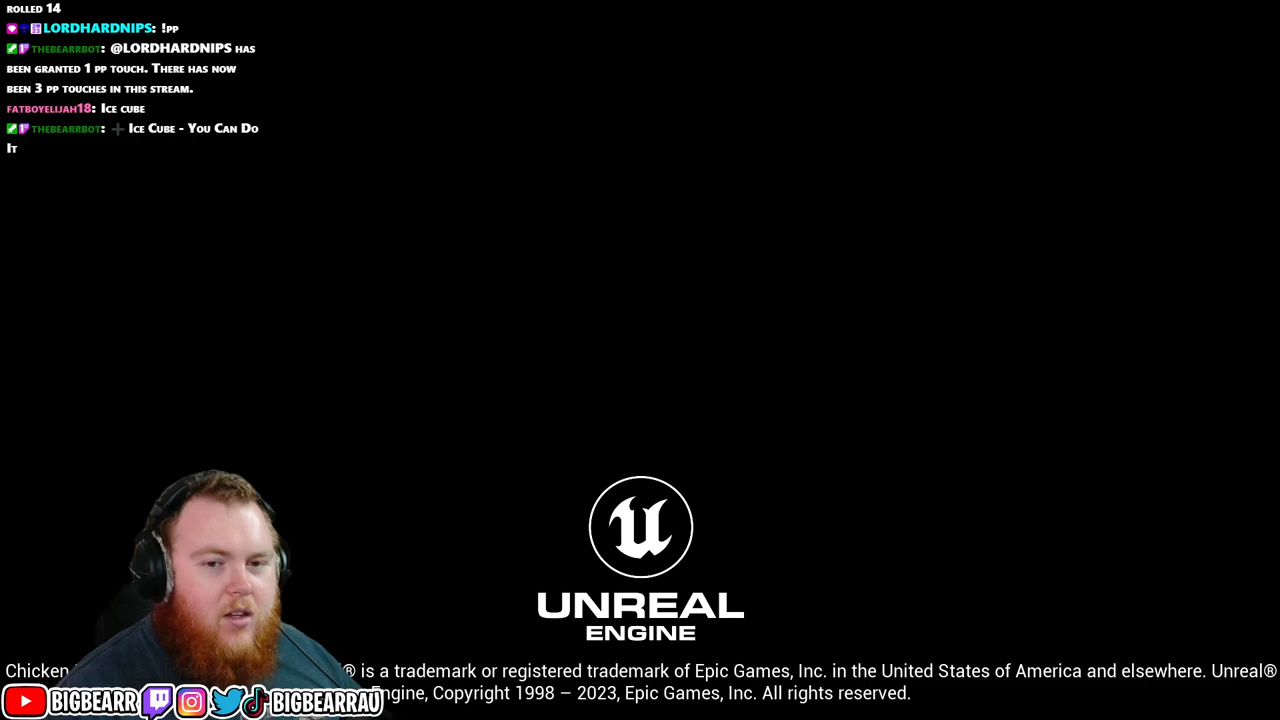 ROLLED 14
LORDHARDNIPS: !PP
THEBEARRBOT: @LORDHARDNIPS HAS
BEEN GRANTED 1 PP TOUCH. THERE HAS NOW
BEEN 3 PP TOUCHES IN THIS STREAM.
FATBOYELIJAH18: ICE CUBE
THEBEARRBOT: ➕ ICE CUBE - YOU CAN DO
IT
UNREAL
ENGINE
Chicken ® is a trademark or registered trademark of Epic Games, Inc. in the United States of America and elsewhere. Unreal®
Engine, Copyright 1998 – 2023, Epic Games, Inc. All rights reserved.
BIGBEARR BIGBEARRAU